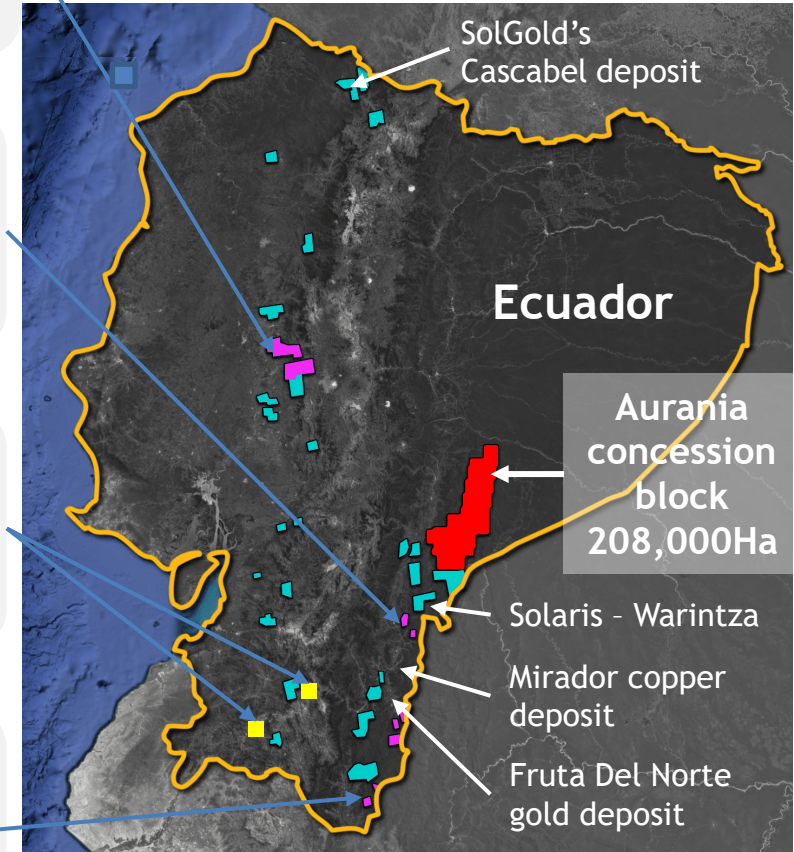 SolGold's
Cascabel deposit
Ecuador
Aurania
concession
block
208,000Ha
Solaris – Warintza
Mirador copper
deposit
Fruta Del Norte
gold deposit